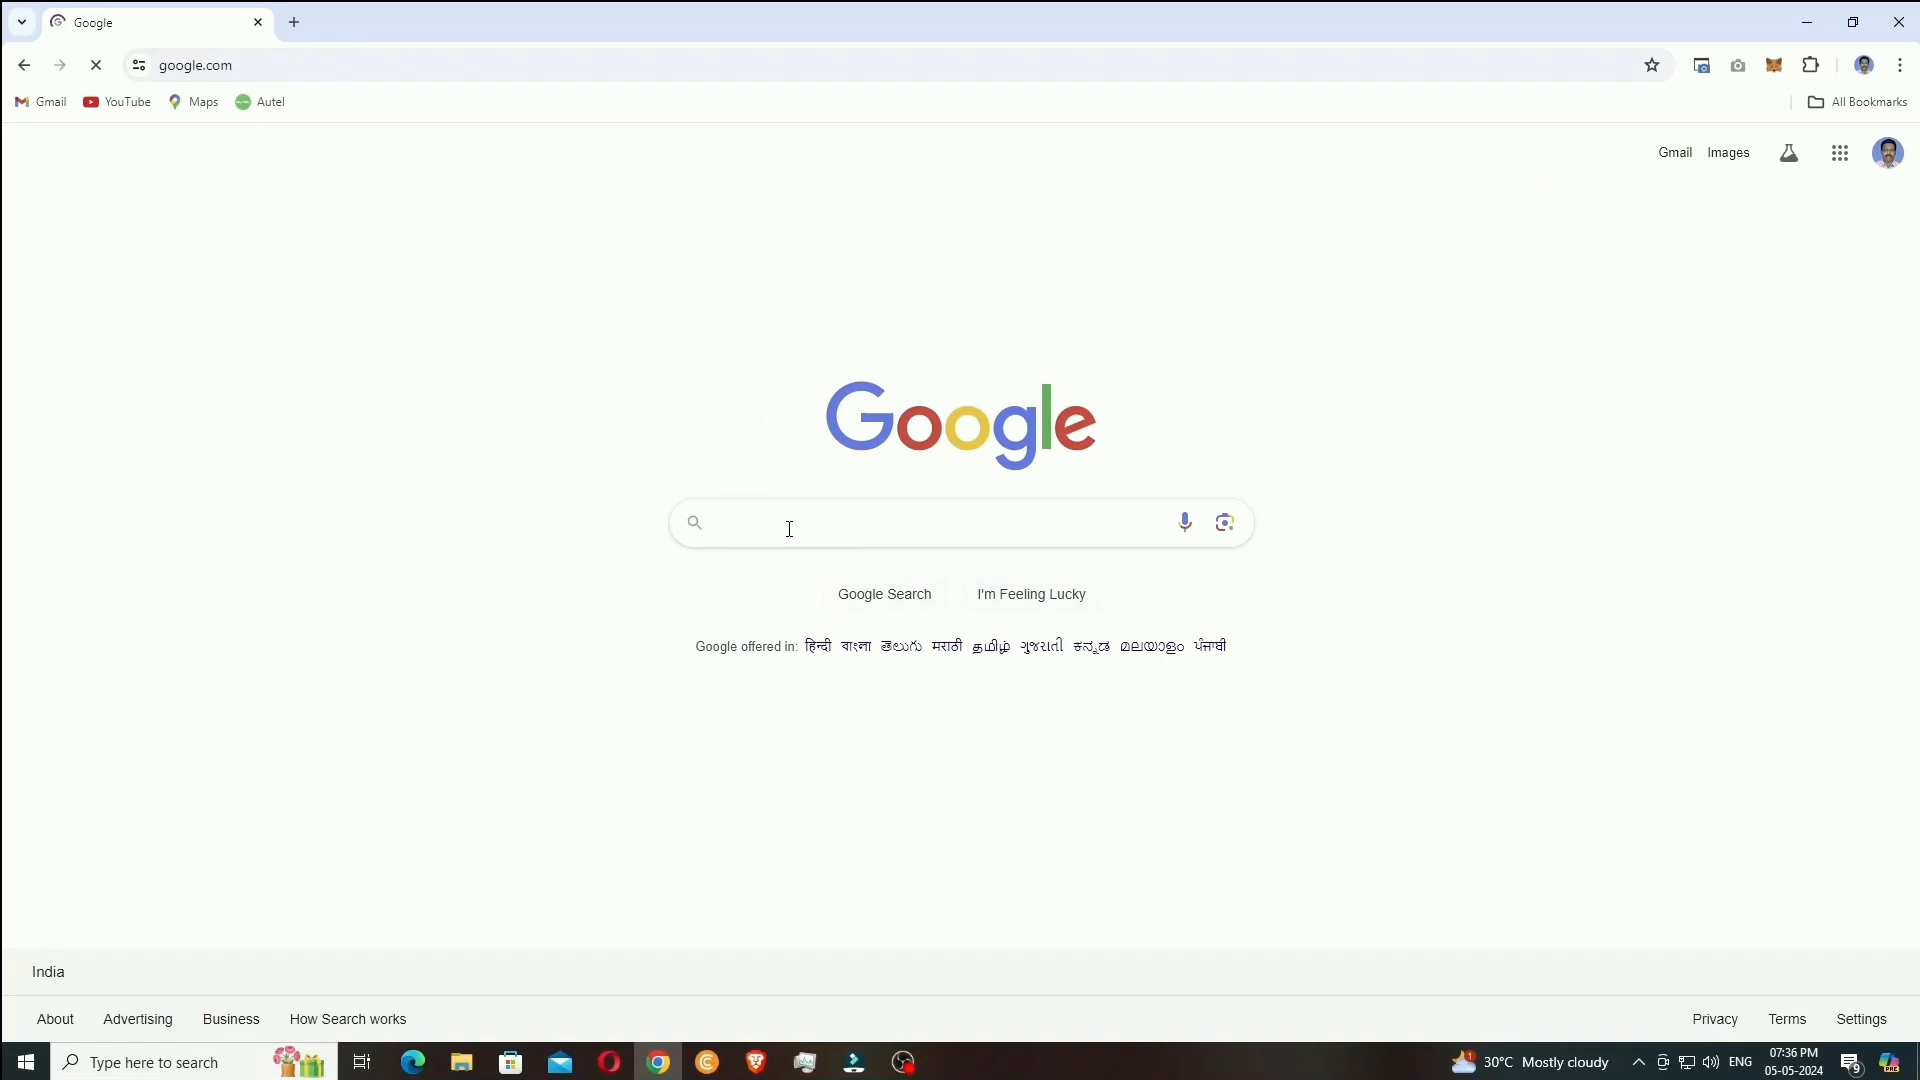 Google
google.com
Gmail YouTube Maps Autel All Bookmarks
Gmail Images
Google
Google Search I'm Feeling Lucky
Google offered in: हिन्दी বাংলা తెలుగు मराठी தமிழ் ગુજરાતી ಕನ್ನಡ മലയാളം ਪੰਜਾਬੀ
India
About Advertising Business How Search works Privacy Terms Settings
Type here to search 30°C Mostly cloudy ENG 07:36 PM
05-05-2024 9